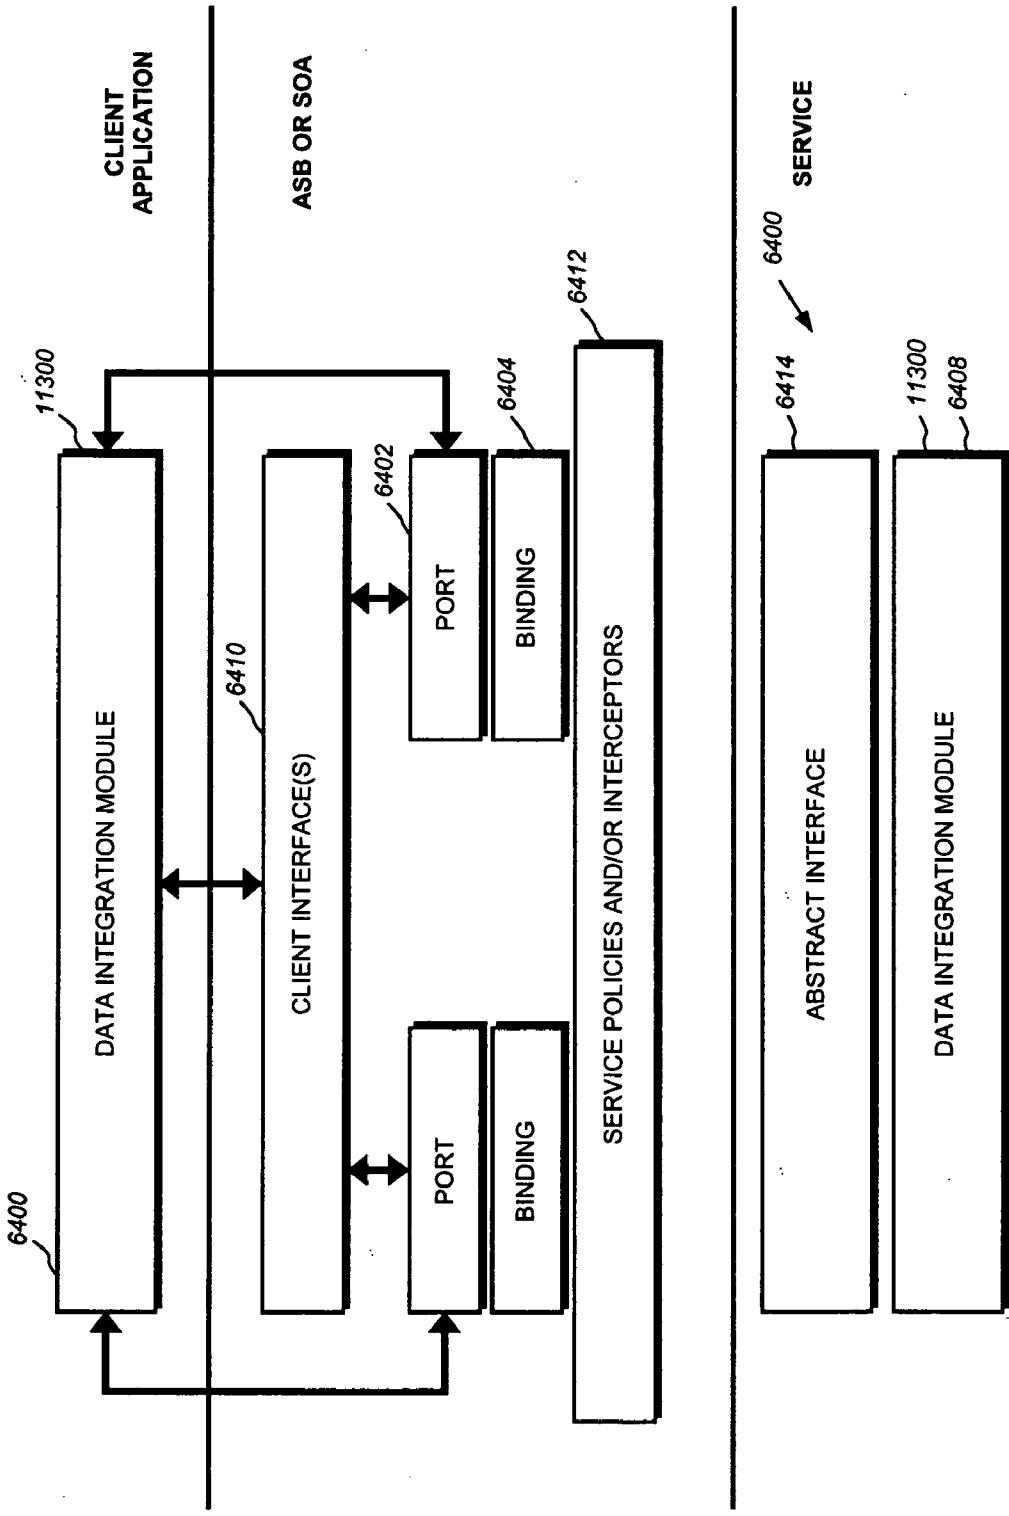 CLIENT
APPLICATION
11300
6400
DATA INTEGRATION MODULE
ASB OR SOA
6410
CLIENT INTERFACE(S)
6402
PORT
PORT
6404
BINDING
BINDING
6412
SERVICE POLICIES AND/OR INTERCEPTORS
SERVICE
6400
6414
ABSTRACT INTERFACE
11300
6408
DATA INTEGRATION MODULE